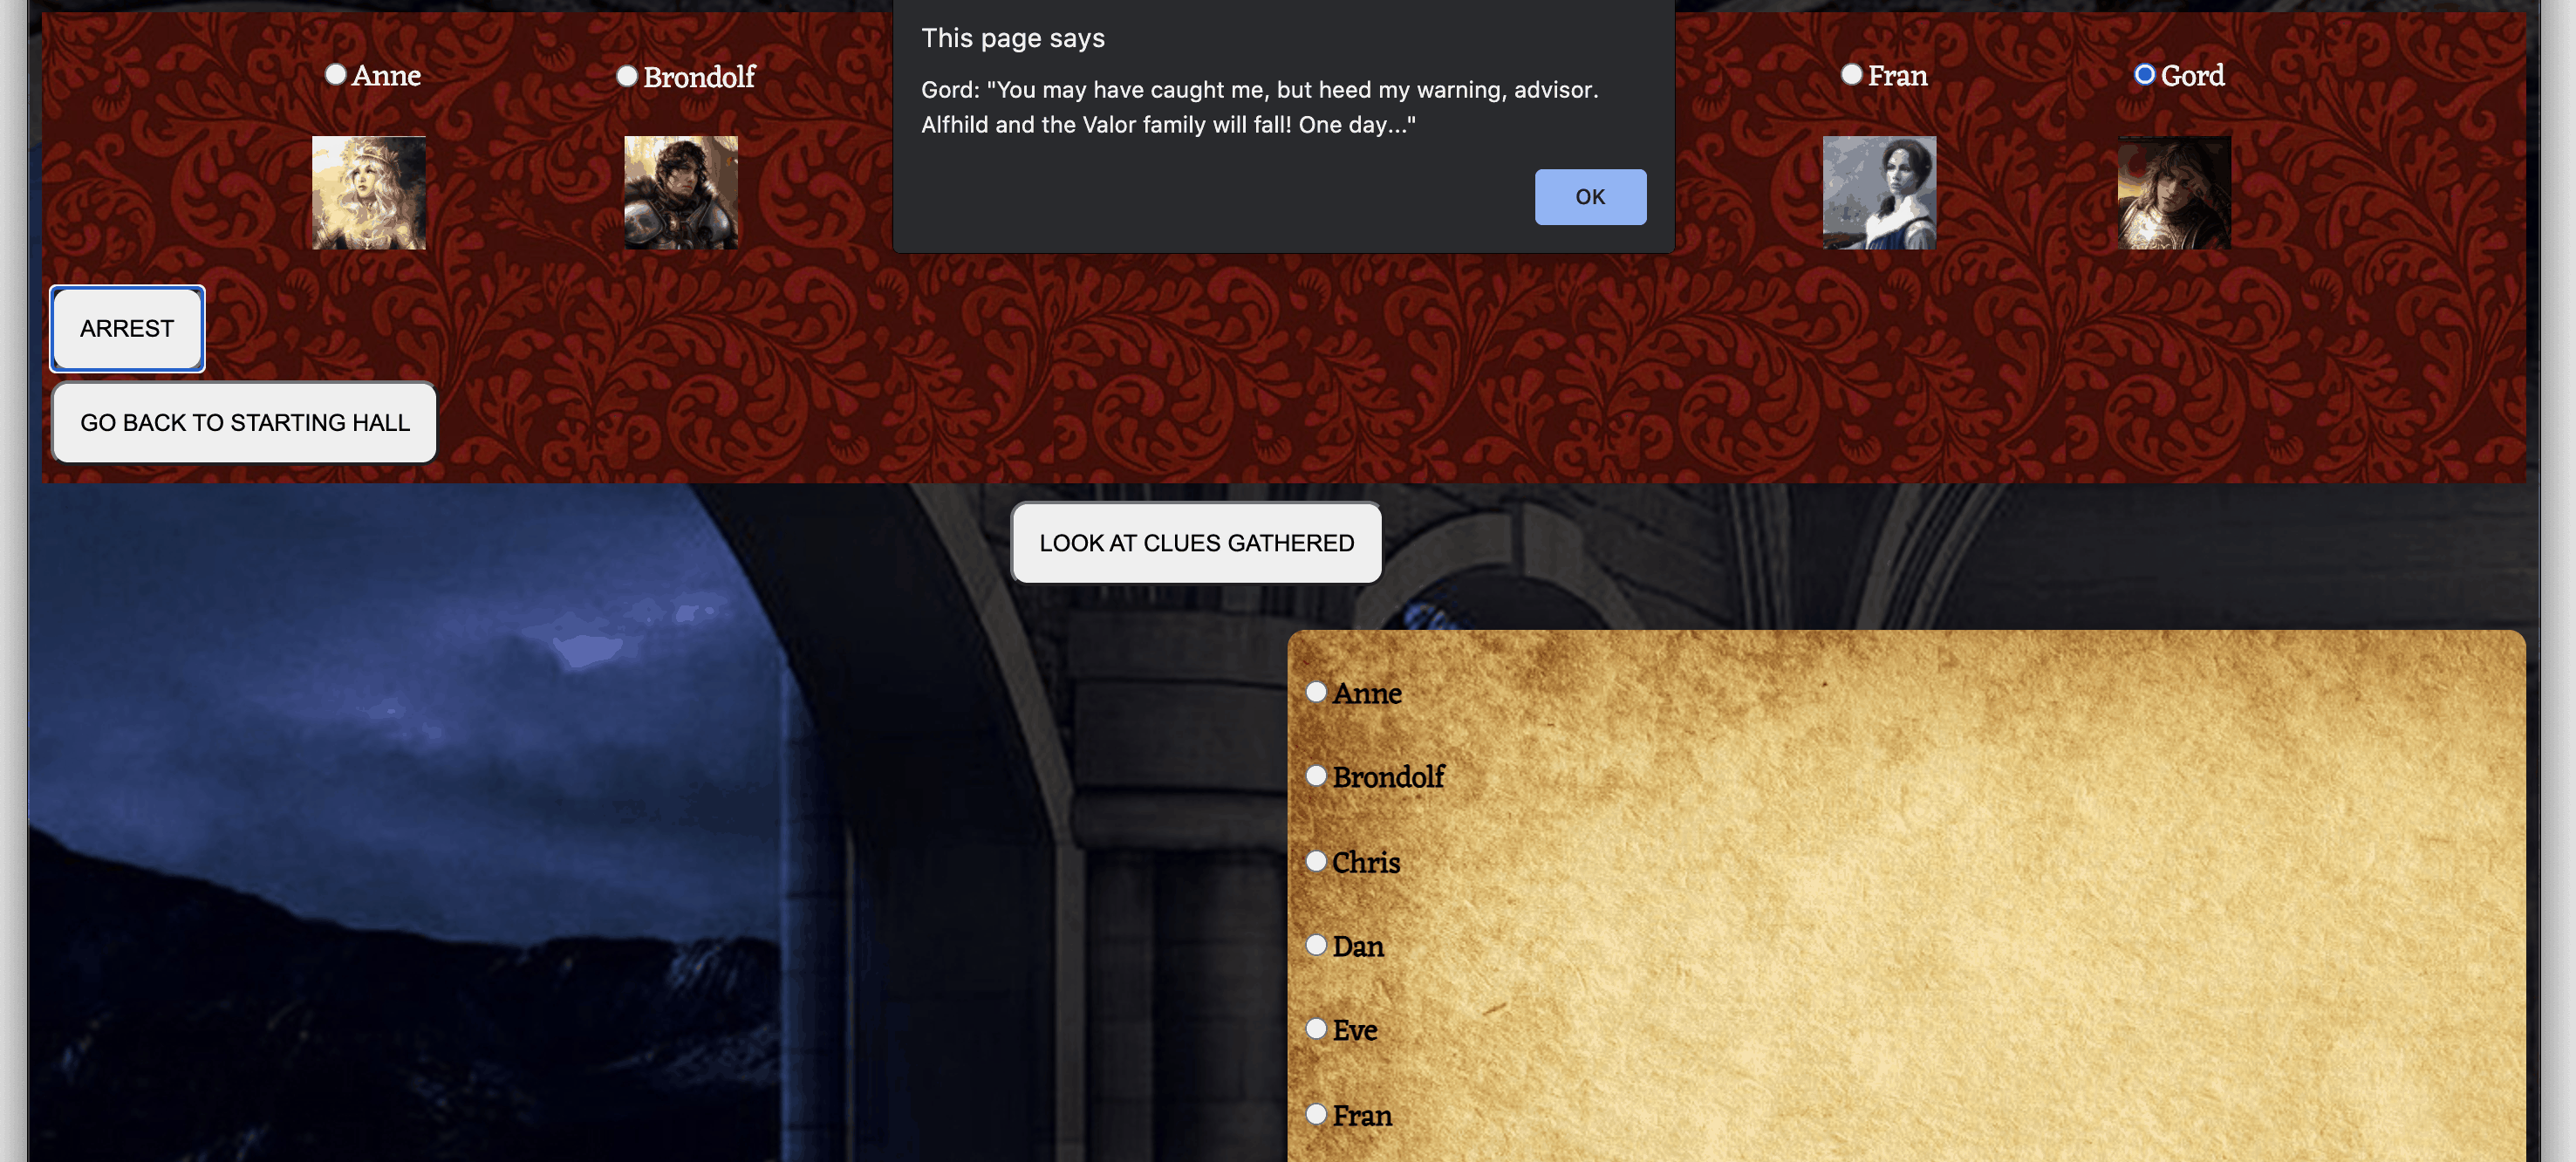 This page says
Gord: "You may have caught me, but heed my warning, advisor.
Alfhild and the Valor family will fall! One day..."
OK
Anne
Brondolf
Fran
Gord
ARREST
GO BACK TO STARTING HALL
LOOK AT CLUES GATHERED
Anne
Brondolf
Chris
Dan
Eve
Fran